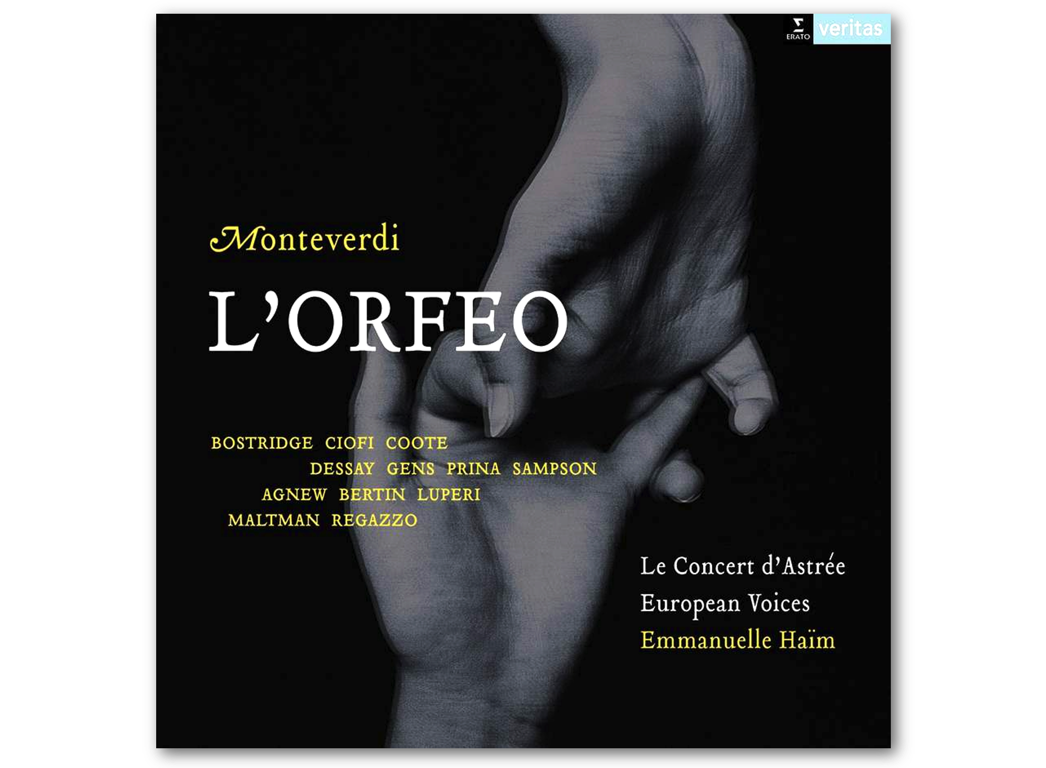 ERATO
veritas
Monteverdi
L'ORFEO
BOSTRIDGE CIOFI COOTE
DESSAY GENS PRINA SAMPSON
AGNEW BERTIN LUPERI
MALTMAN REGAZZO
Le Concert d'Astrée
European Voices
Emmanuelle Haïm